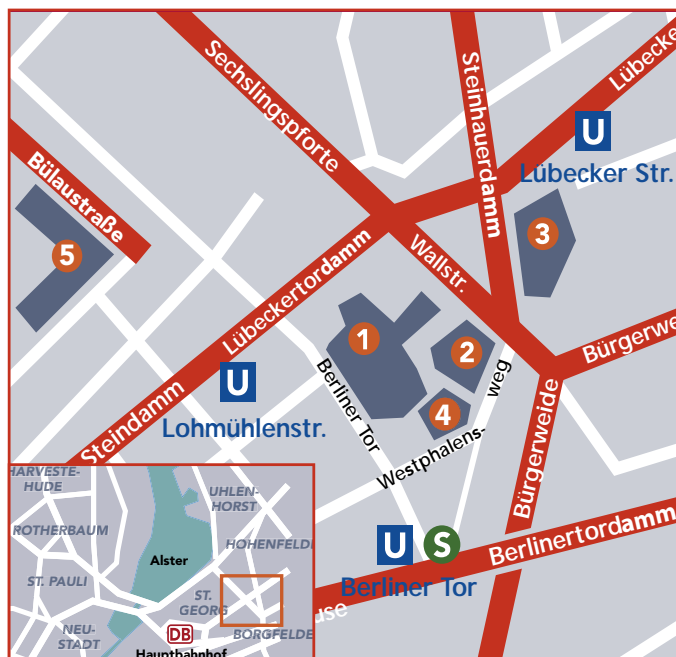 Sechslingspforte
Steinhauerdamm
Lübecke
U
Lübecker Str.
Bülaustraße
5
3
Wallstr.
Lübeckertordamm
1
2
Bürgerwe
U
Lohmühlenstr.
Steindamm
Berliner Tor
4
Westphalens-
weg
Bürgerweide
U S
Berliner Tor
Berlinertordamm
use
HARVESTE-
HUDE
UHLEN-
HORST
ROTHERBAUM
HOHENFELDE
Alster
ST. PAULI
ST.
GEORG
NEU-
STADT
DB
BORGFELDE
Hauptbahnhof